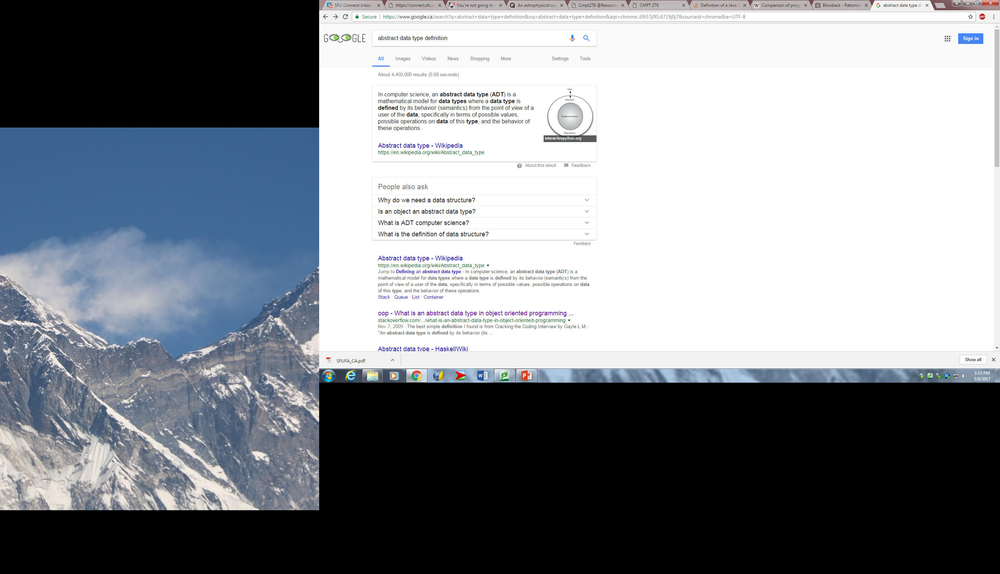 SFU Connect: Inbox
https://connect.sfu.c
You're not going to
An astrophysicist use
Cmpt276 @Resource
CMPT 276
Definition of a Java C
Comparison of prog
Blowback - Rational
abstract data type de
Secure
https://www.google.ca/search?q=abstract+data+type+definition&oq=abstract+data+type+definition&aqs=chrome..69i57j0l5.6719j0j7&sourceid=chrome&ie=UTF-8
ABP
GOOGLE
abstract data type definition
Sign in
All Images Videos News Shopping More Settings Tools
About 4,450,000 results (0.68 seconds)
In computer science, an abstract data type (ADT) is a
mathematical model for data types where a data type is
defined by its behavior (semantics) from the point of view of a
user of the data, specifically in terms of possible values,
possible operations on data of this type, and the behavior of
these operations.
User
Interface
Implementation
Operations
interactivepython.org
Abstract data type - Wikipedia
https://en.wikipedia.org/wiki/Abstract_data_type
About this result Feedback
People also ask
Why do we need a data structure?
Is an object an abstract data type?
What is ADT computer science?
What is the definition of data structure?
Feedback
Abstract data type - Wikipedia
https://en.wikipedia.org/wiki/Abstract_data_type
Jump to Defining an abstract data type - In computer science, an abstract data type (ADT) is a
mathematical model for data types where a data type is defined by its behavior (semantics) from the
point of view of a user of the data, specifically in terms of possible values, possible operations on data
of this type, and the behavior of these operations.
Stack · Queue · List · Container
oop - What is an abstract data type in object oriented programming ...
stackoverflow.com/.../what-is-an-abstract-data-type-in-object-oriented-programming
Nov 7, 2009 - The best simple definition I found is from Cracking the Coding Interview by Gayle L.M.:
"An abstract data type is defined by its behavior (its ...
Abstract data type - HaskellWiki
SFUFA_CA.pdf
Show all
1:13 PM
5/9/2017